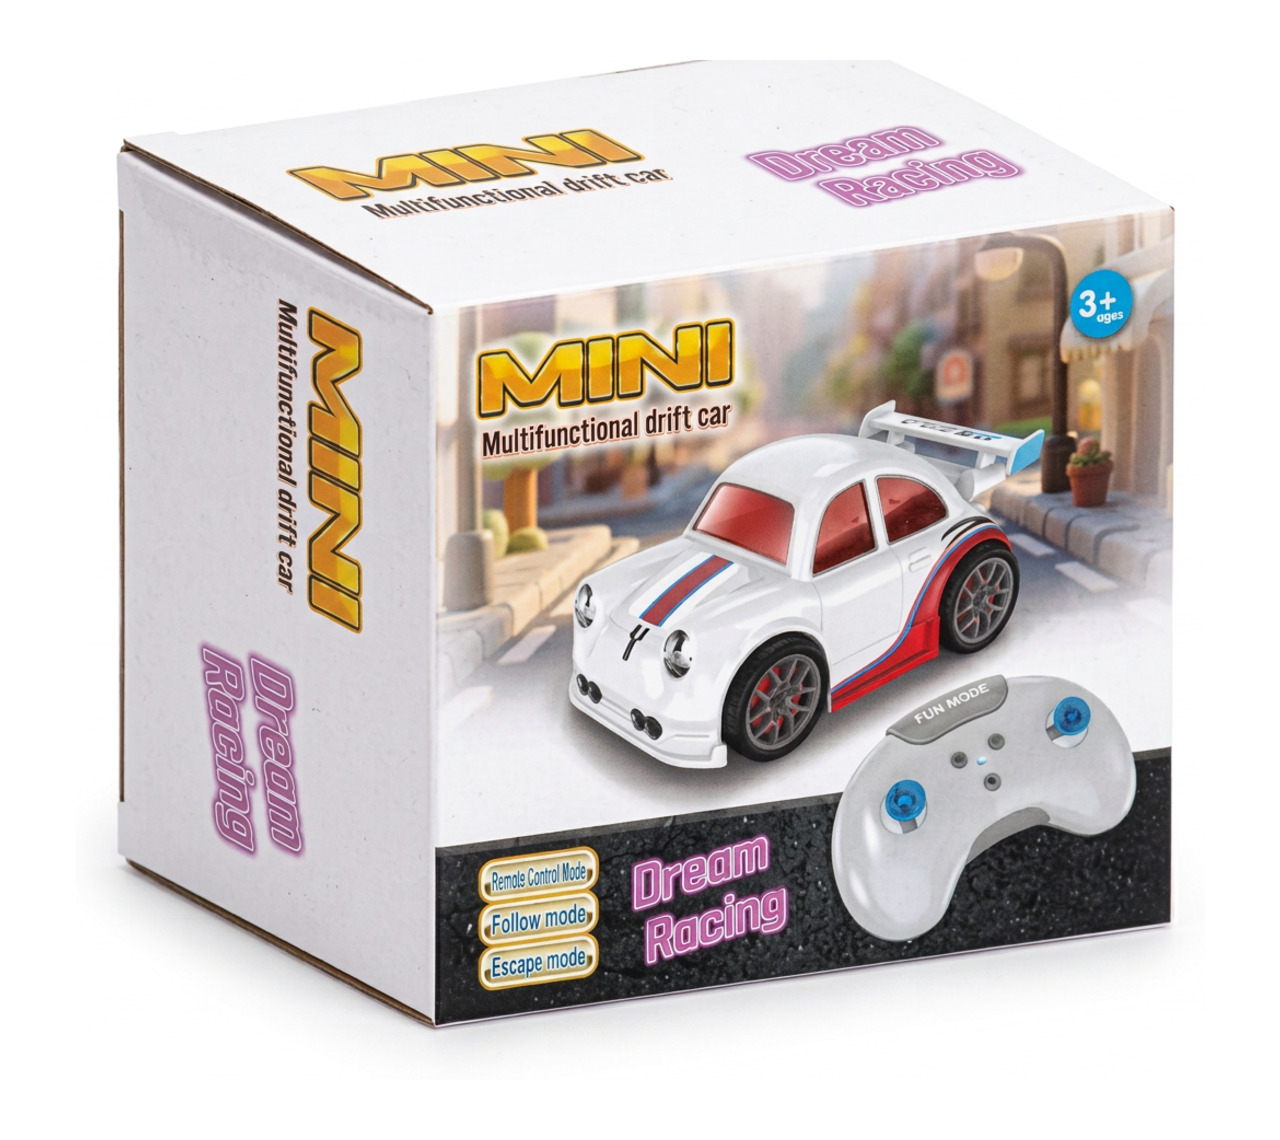 MINI
Multifunctional drift car
Dream
Racing
MINI
Multifunctional drift car
Dream
Racing
3+
ages
MINI
Multifunctional drift car
FUN MODE
Remole Control Mode
Follow mode
Escape mode
Dream
Racing